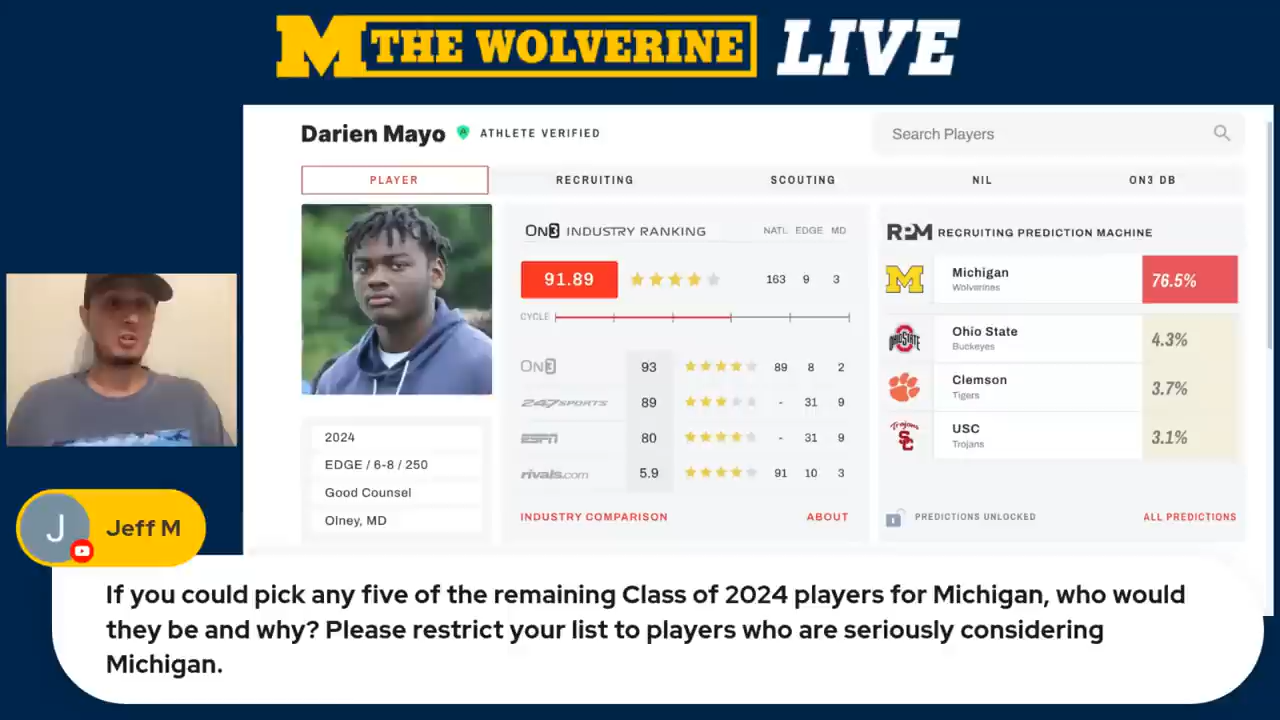 M THE WOLVERINE LIVE
Darien Mayo ATHLETE VERIFIED
Search Players
PLAYER RECRUITING SCOUTING NIL ON3 DB
ON3 INDUSTRY RANKING NATL EDGE MD
91.89 163 9 3
CYCLE
ON3 93 89 8 2
247SPORTS 89 - 31 9
ESPN 80 - 31 9
rivals.com 5.9 91 10 3
INDUSTRY COMPARISON ABOUT
2024
EDGE / 6-8 / 250
Good Counsel
Olney, MD
RPM RECRUITING PREDICTION MACHINE
M Michigan 76.5%
Wolverines
OHIO STATE Ohio State 4.3%
Buckeyes
Clemson 3.7%
Tigers
Trojans SC USC 3.1%
Trojans
PREDICTIONS UNLOCKED ALL PREDICTIONS
J Jeff M
If you could pick any five of the remaining Class of 2024 players for Michigan, who would
they be and why? Please restrict your list to players who are seriously considering
Michigan.